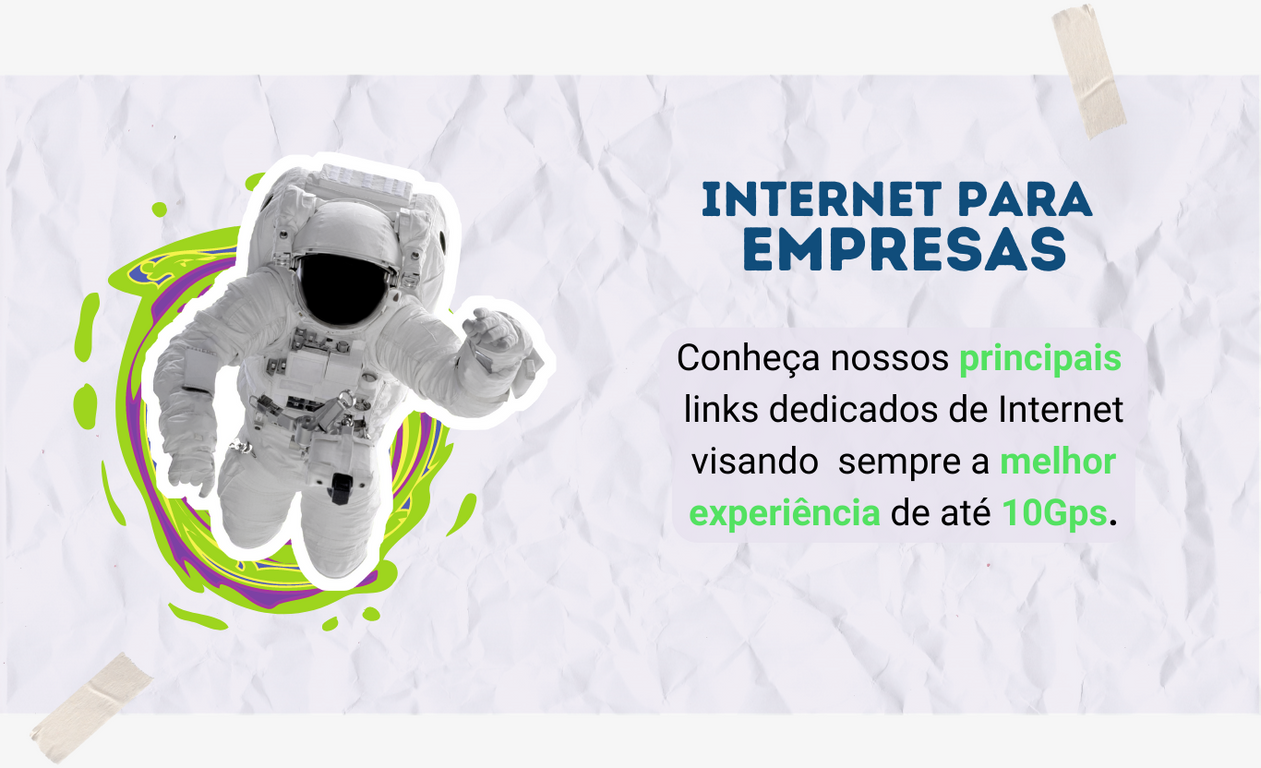 INTERNET PARA
EMPRESAS
Conheça nossos principais
links dedicados de Internet
visando  sempre a melhor
experiência de até 10Gps.